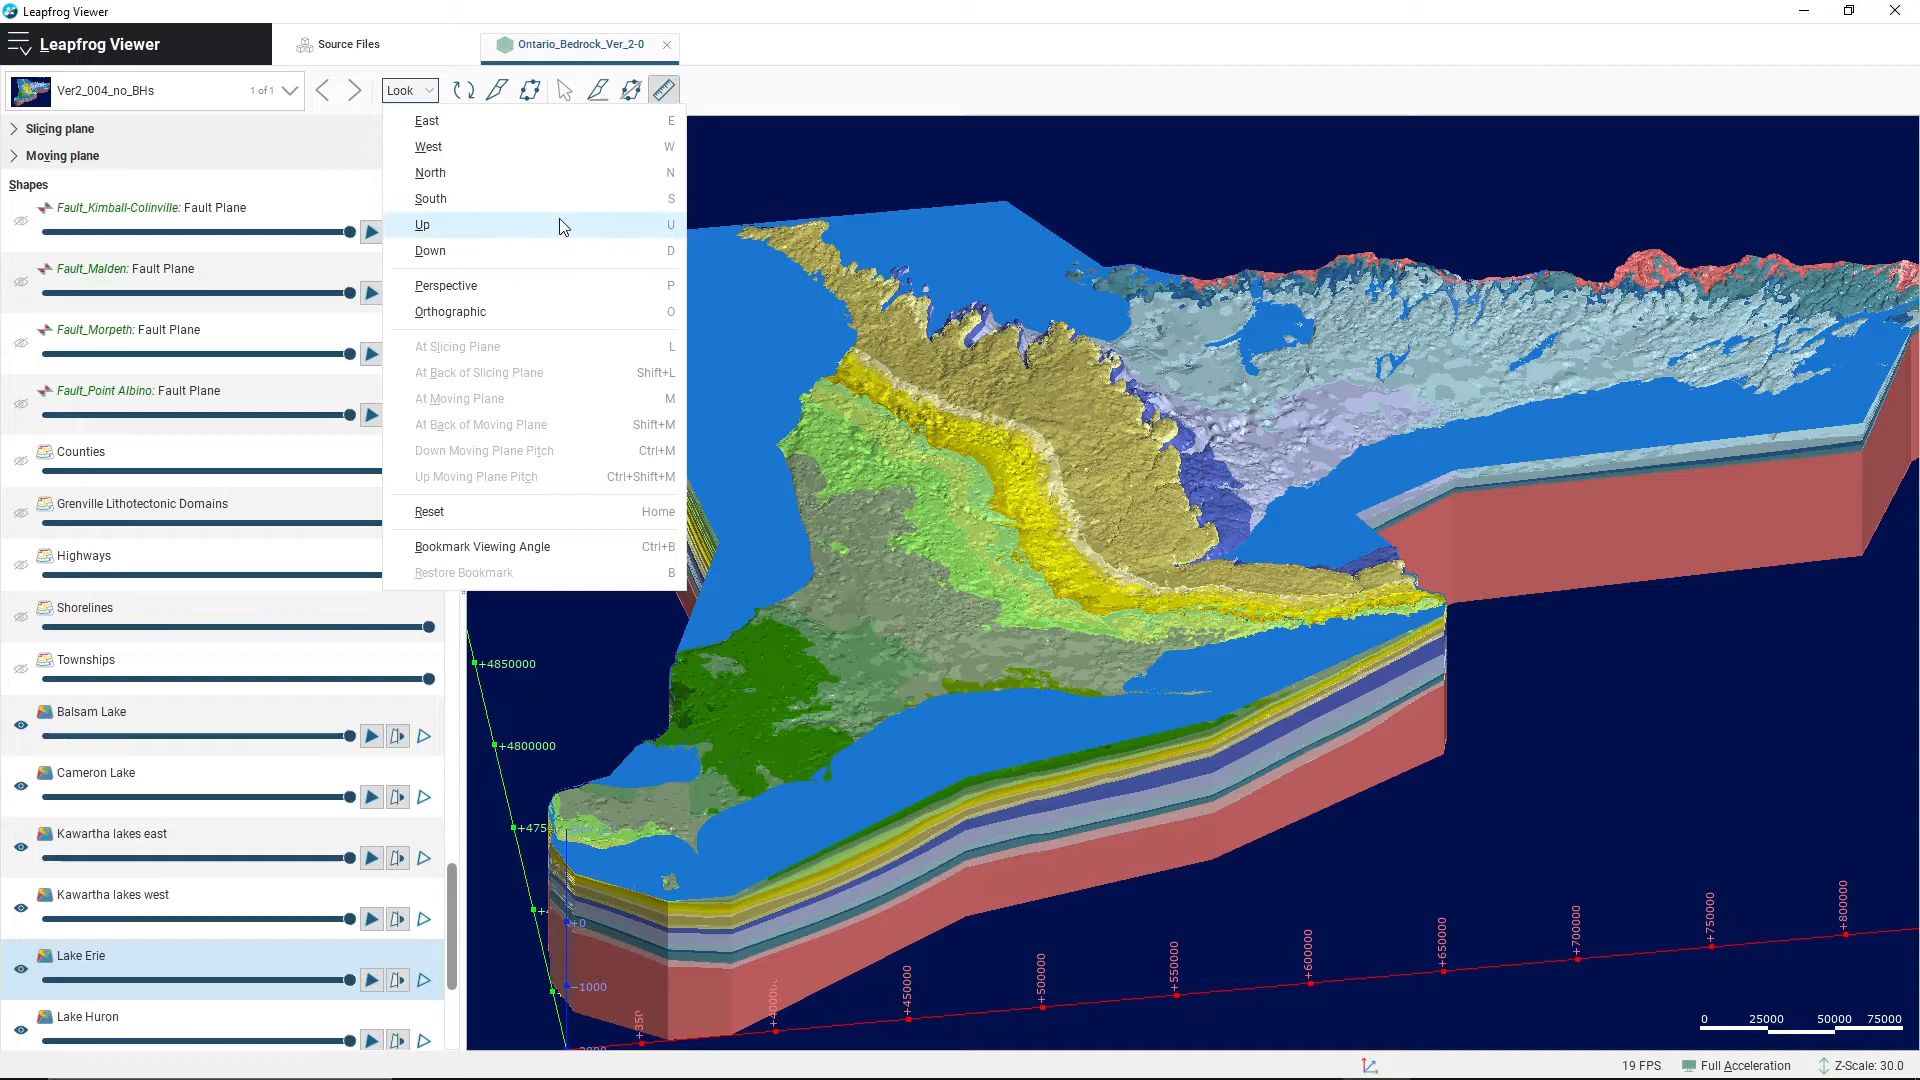 Leapfrog Viewer
Leapfrog Viewer
Source Files
Ontario_Bedrock_Ver_2-0
Ver2_004_no_BHs
1 of 1
Look
Slicing plane
Moving plane
Shapes
Fault_Kimball-Colinville: Fault Plane
Fault_Malden: Fault Plane
Fault_Morpeth: Fault Plane
Fault_Point Albino: Fault Plane
Counties
Grenville Lithotectonic Domains
Highways
Shorelines
Townships
Balsam Lake
Cameron Lake
Kawartha lakes east
Kawartha lakes west
Lake Erie
Lake Huron
East E
West W
North N
South S
Up U
Down D
Perspective P
Orthographic O
At Slicing Plane L
At Back of Slicing Plane Shift+L
At Moving Plane M
At Back of Moving Plane Shift+M
Down Moving Plane Pitch Ctrl+M
Up Moving Plane Pitch Ctrl+Shift+M
Reset Home
Bookmark Viewing Angle Ctrl+B
Restore Bookmark B
+4850000
+4800000
+475
+0
−1000
+350
+400000
+450000
+500000
+550000
+600000
+650000
+700000
+750000
+800000
0 25000 50000 75000
19 FPS
Full Acceleration
Z-Scale: 30.0